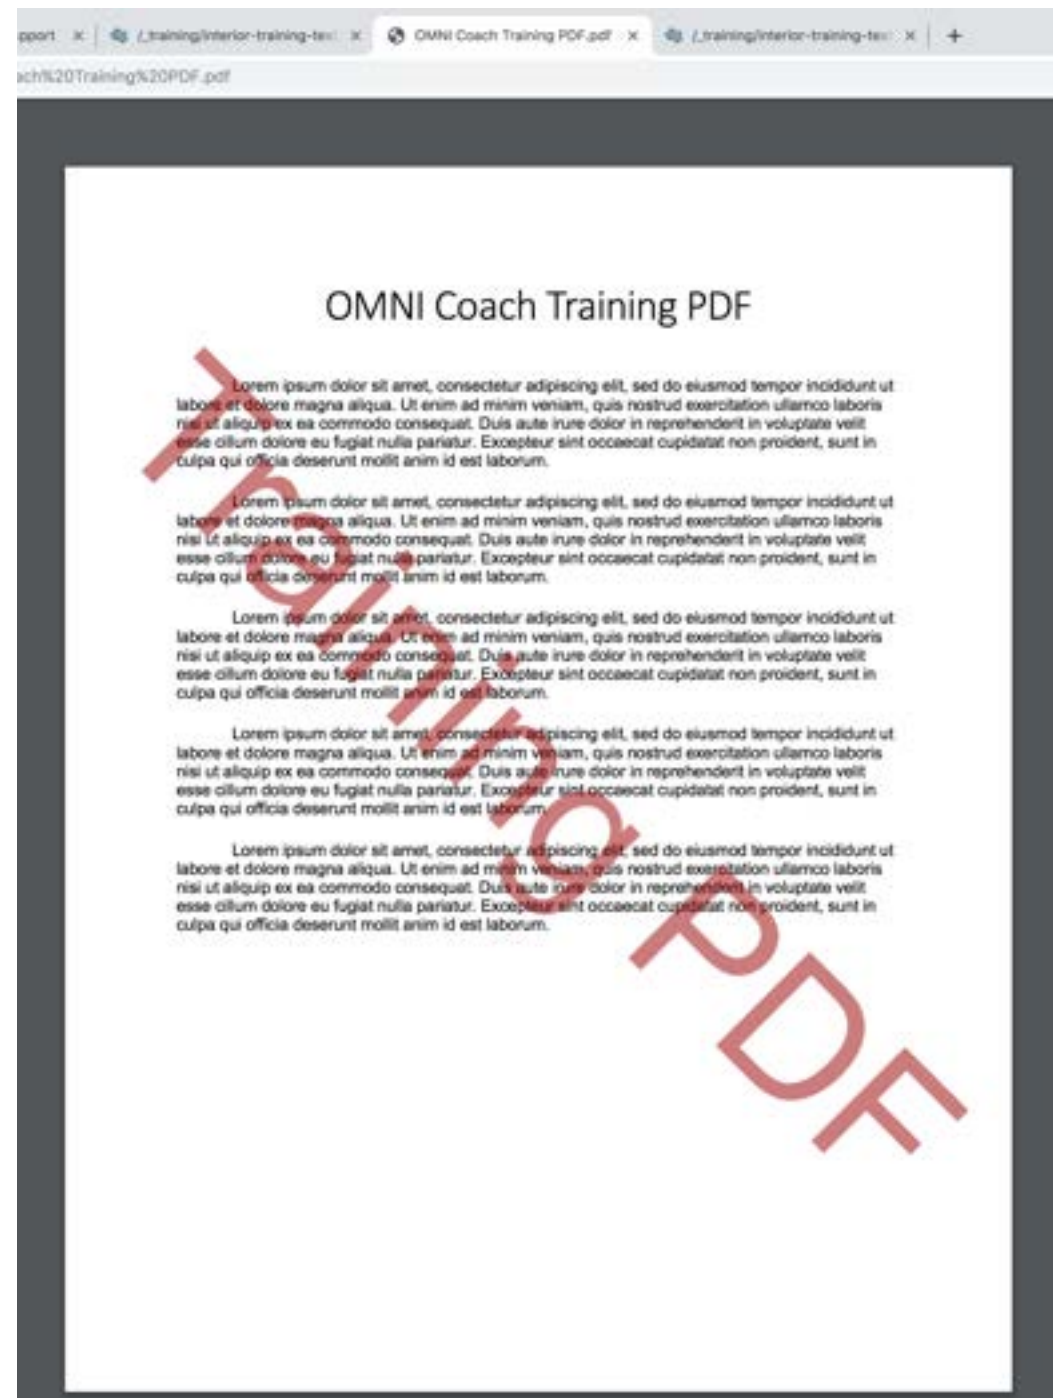 pport × /_training/interior-training-tex × OMNI Coach Training PDF.pdf × /_training/interior-training-tex × +
ach%20Training%20PDF.pdf
OMNI Coach Training PDF
Lorem ipsum dolor sit amet, consectetur adipiscing elit, sed do eiusmod tempor incididunt ut
labore et dolore magna aliqua. Ut enim ad minim veniam, quis nostrud exercitation ullamco laboris
nisi ut aliquip ex ea commodo consequat. Duis aute irure dolor in reprehenderit in voluptate velit
esse cillum dolore eu fugiat nulla pariatur. Excepteur sint occaecat cupidatat non proident, sunt in
culpa qui officia deserunt mollit anim id est laborum.
Lorem ipsum dolor sit amet, consectetur adipiscing elit, sed do eiusmod tempor incididunt ut
labore et dolore magna aliqua. Ut enim ad minim veniam, quis nostrud exercitation ullamco laboris
nisi ut aliquip ex ea commodo consequat. Duis aute irure dolor in reprehenderit in voluptate velit
esse cillum dolore eu fugiat nulla pariatur. Excepteur sint occaecat cupidatat non proident, sunt in
culpa qui officia deserunt mollit anim id est laborum.
Lorem ipsum dolor sit amet, consectetur adipiscing elit, sed do eiusmod tempor incididunt ut
labore et dolore magna aliqua. Ut enim ad minim veniam, quis nostrud exercitation ullamco laboris
nisi ut aliquip ex ea commodo consequat. Duis aute irure dolor in reprehenderit in voluptate velit
esse cillum dolore eu fugiat nulla pariatur. Excepteur sint occaecat cupidatat non proident, sunt in
culpa qui officia deserunt mollit anim id est laborum.
Lorem ipsum dolor sit amet, consectetur adipiscing elit, sed do eiusmod tempor incididunt ut
labore et dolore magna aliqua. Ut enim ad minim veniam, quis nostrud exercitation ullamco laboris
nisi ut aliquip ex ea commodo consequat. Duis aute irure dolor in reprehenderit in voluptate velit
esse cillum dolore eu fugiat nulla pariatur. Excepteur sint occaecat cupidatat non proident, sunt in
culpa qui officia deserunt mollit anim id est laborum.
Lorem ipsum dolor sit amet, consectetur adipiscing elit, sed do eiusmod tempor incididunt ut
labore et dolore magna aliqua. Ut enim ad minim veniam, quis nostrud exercitation ullamco laboris
nisi ut aliquip ex ea commodo consequat. Duis aute irure dolor in reprehenderit in voluptate velit
esse cillum dolore eu fugiat nulla pariatur. Excepteur sint occaecat cupidatat non proident, sunt in
culpa qui officia deserunt mollit anim id est laborum.
Training PDF